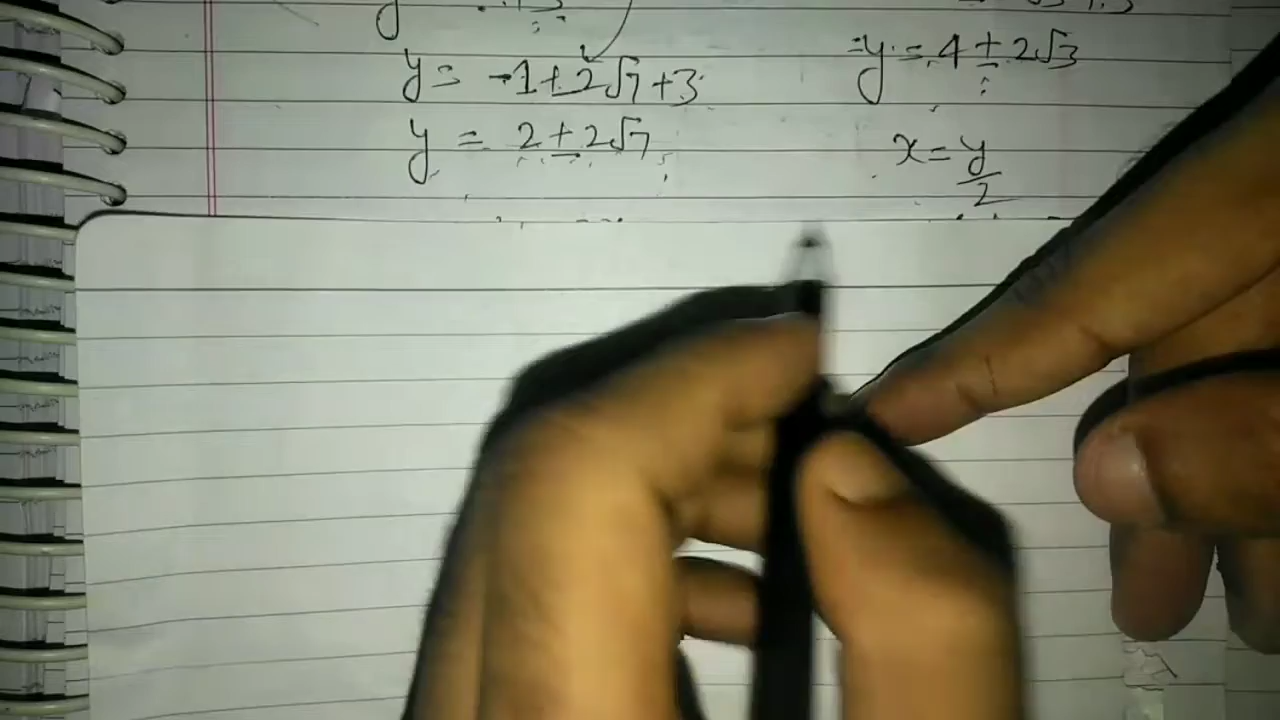 y = -1 ± 2√7 + 3
y = 2 ± 2√7
y = 4 ± 2√3
x = y/2